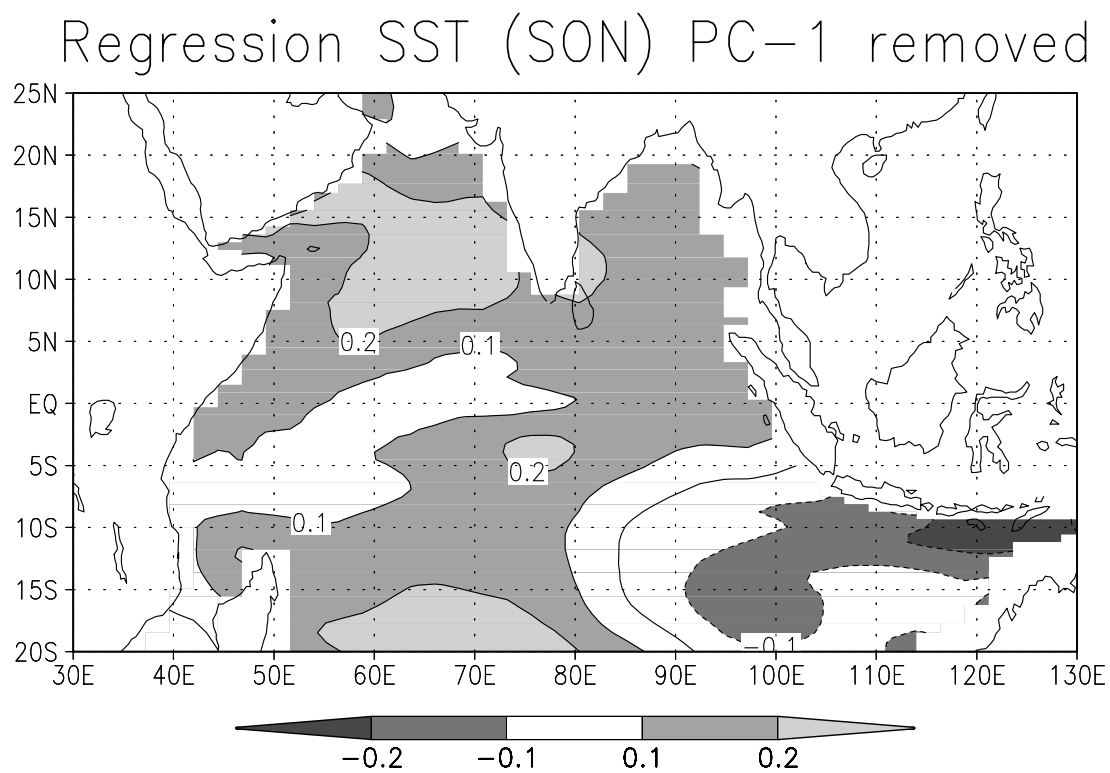 Regression SST (SON) PC-1 removed
25N
20N
15N
10N
5N
EQ
5S
10S
15S
20S
0.2
0.1
0.2
0.1
-0.1
30E 40E 50E 60E 70E 80E 90E 100E 110E 120E 130E
-0.2 -0.1 0.1 0.2